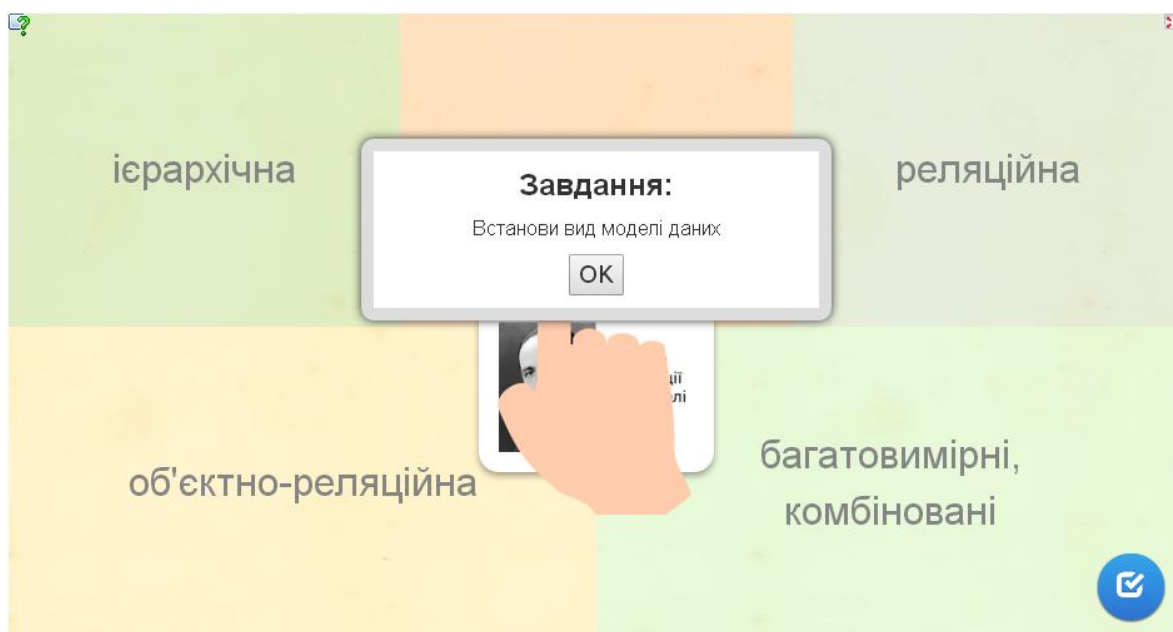 ієрархічна
реляційна
Завдання:
Встанови вид моделі даних
OK
об'єктно-реляційна
багатовимірні,
комбіновані